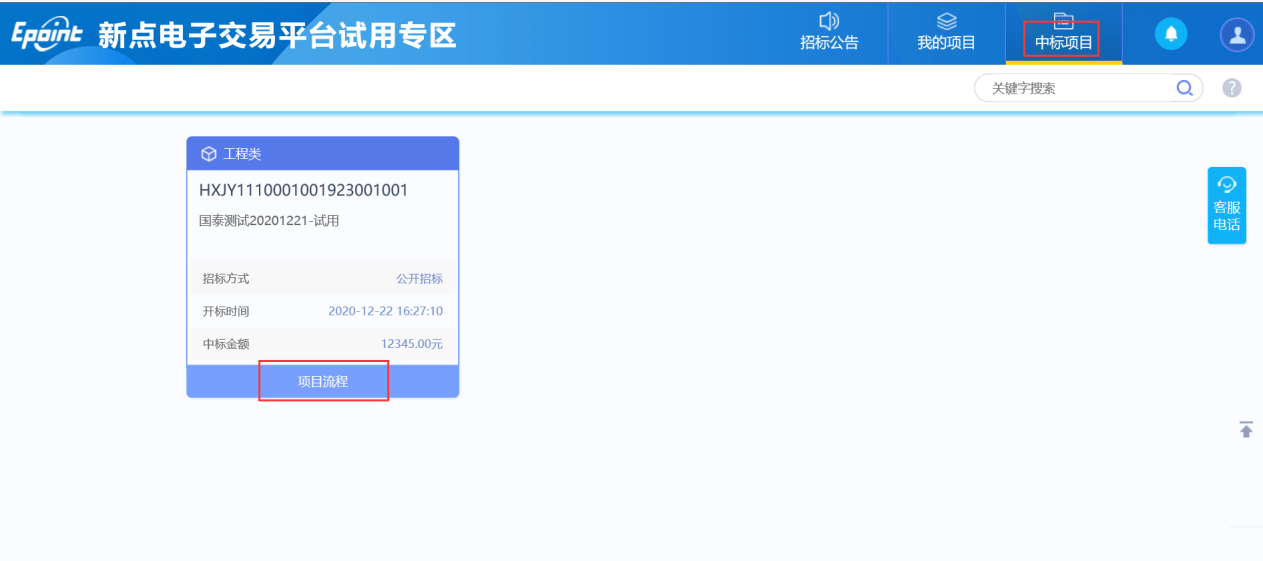 Epoint 新点电子交易平台试用专区
招标公告
我的项目
中标项目
关键字搜索
?
工程类
HXJY1110001001923001001
国泰测试20201221-试用
招标方式 公开招标
开标时间 2020-12-22 16:27:10
中标金额 12345.00元
项目流程
客服
电话